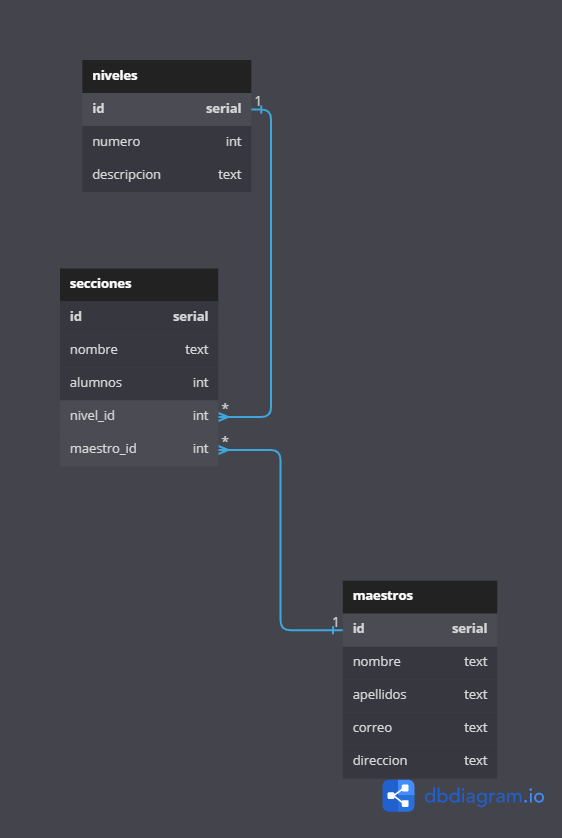 niveles
id serial
1
numero int
descripcion text
secciones
id serial
nombre text
alumnos int
*
nivel_id int
*
maestro_id int
maestros
1
id serial
nombre text
apellidos text
correo text
direccion text
dbdiagram.io